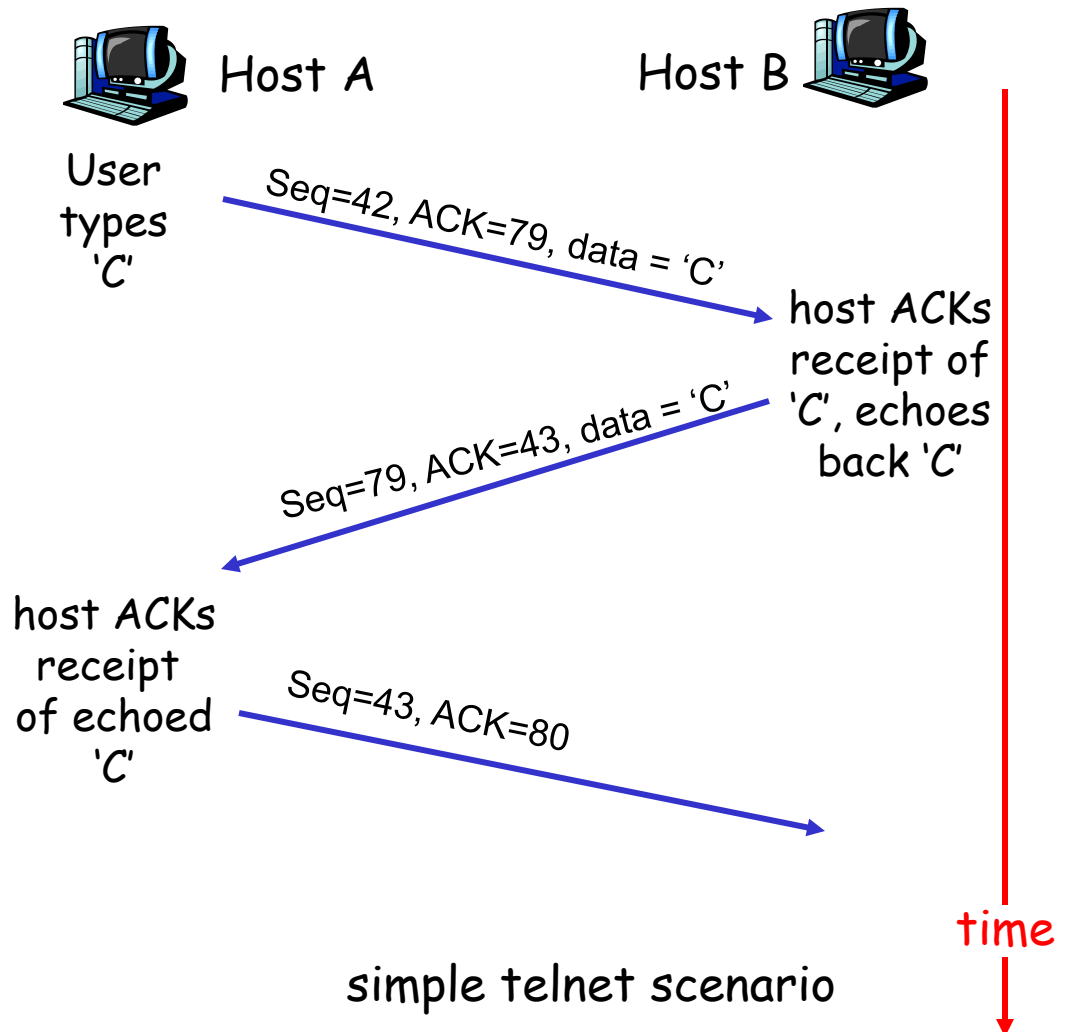 Host A
Host B
User
types
‘C’
Seq=42, ACK=79, data = ‘C’
host ACKs
receipt of
‘C’, echoes
back ‘C’
Seq=79, ACK=43, data = ‘C’
host ACKs
receipt
of echoed
‘C’
Seq=43, ACK=80
time
simple telnet scenario